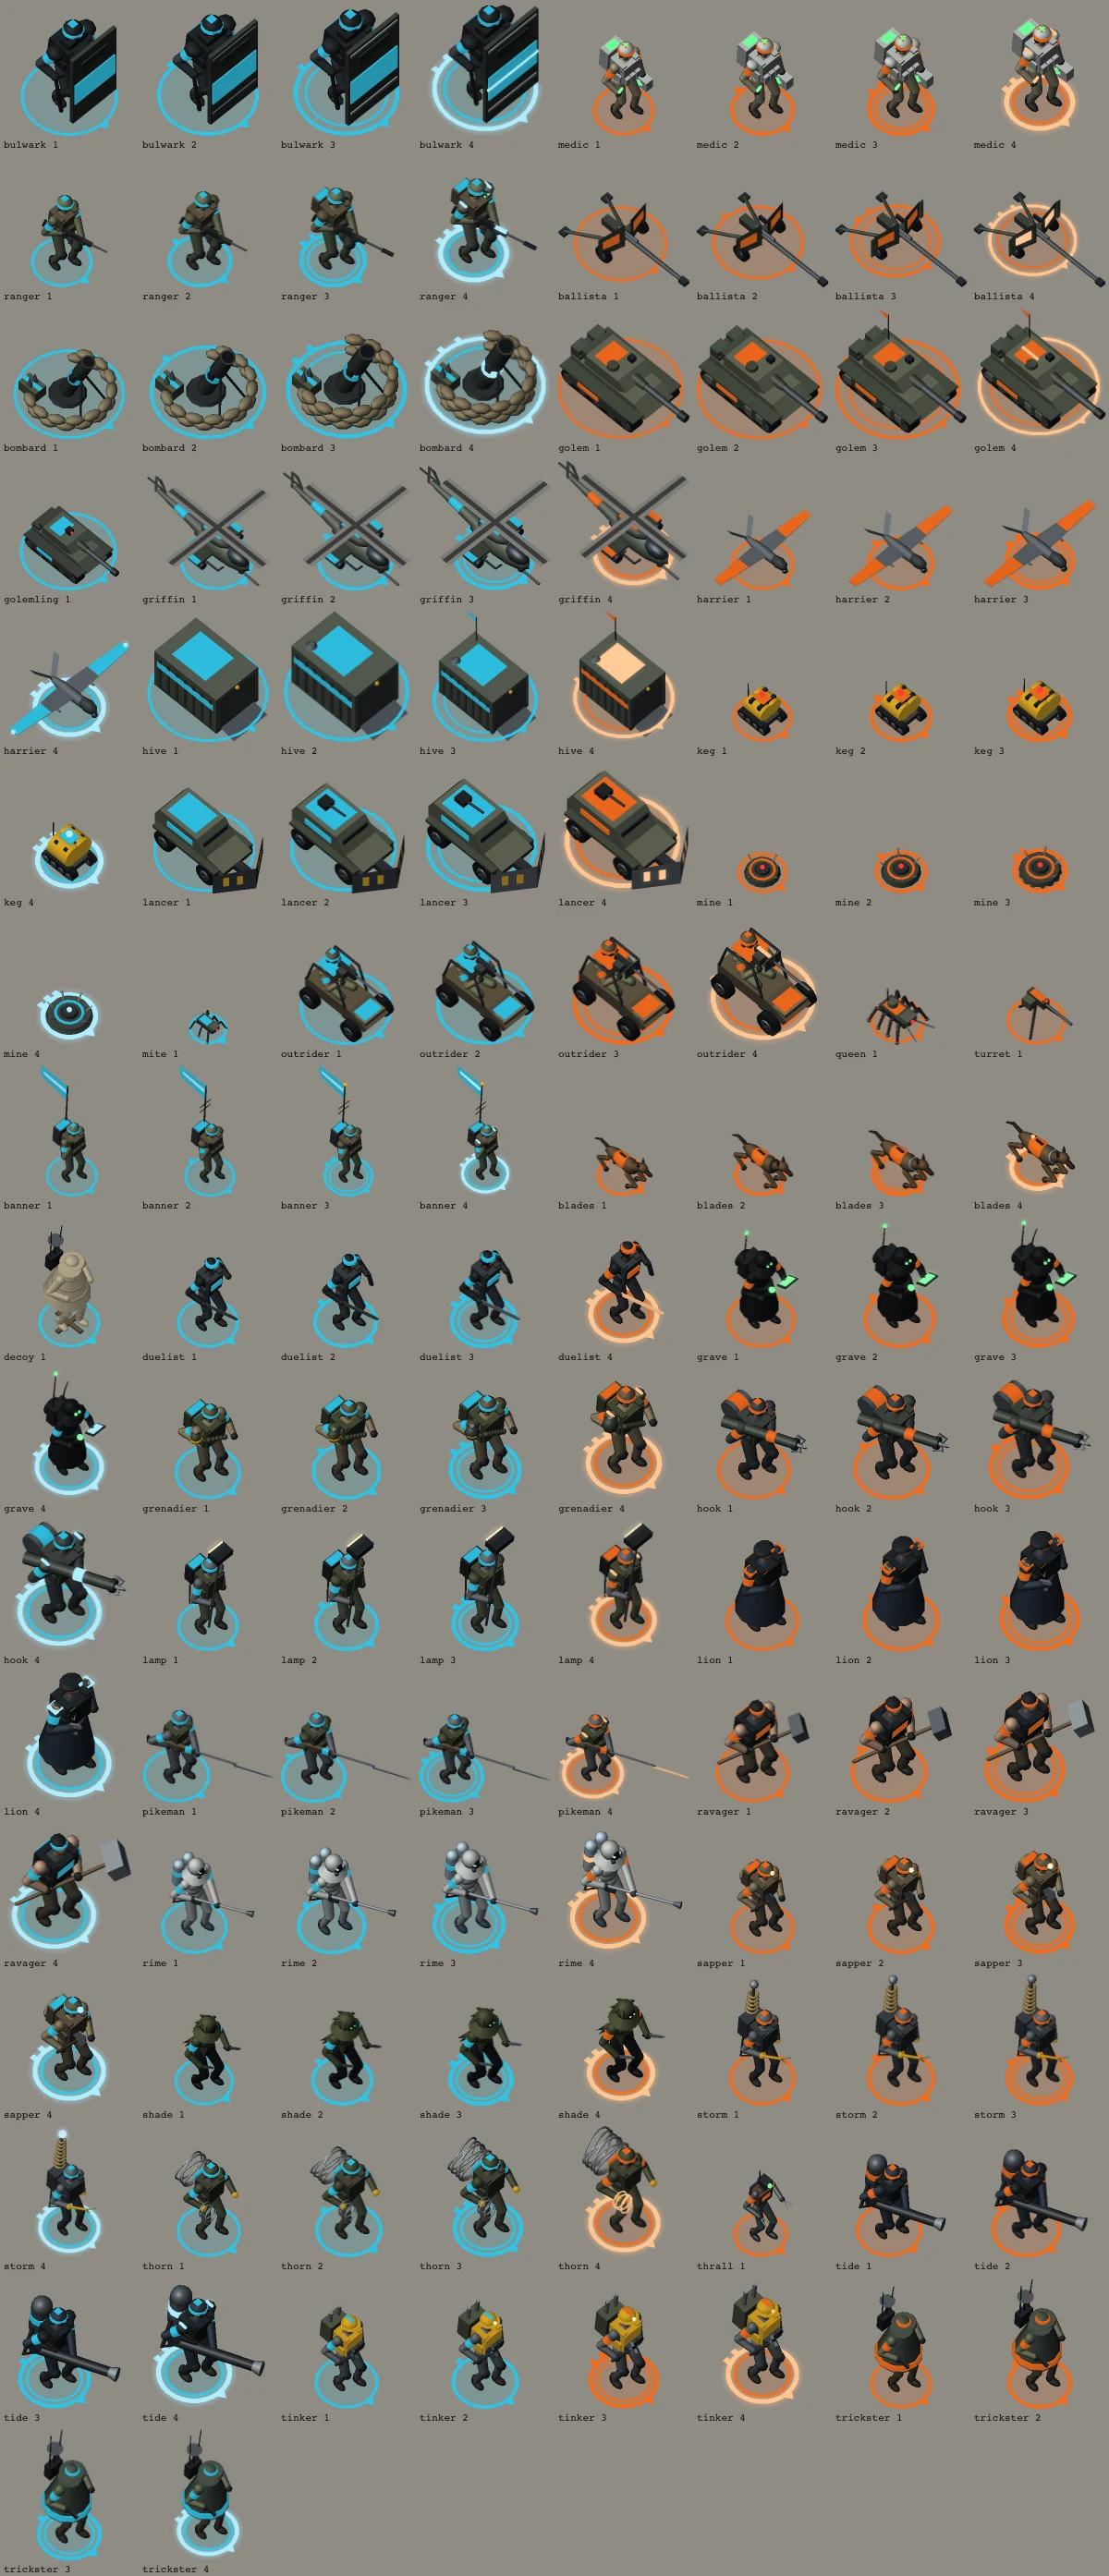 bulwark 1 bulwark 2 bulwark 3 bulwark 4 medic 1 medic 2 medic 3 medic 4
ranger 1 ranger 2 ranger 3 ranger 4 ballista 1 ballista 2 ballista 3 ballista 4
bombard 1 bombard 2 bombard 3 bombard 4 golem 1 golem 2 golem 3 golem 4
golemling 1 griffin 1 griffin 2 griffin 3 griffin 4 harrier 1 harrier 2 harrier 3
harrier 4 hive 1 hive 2 hive 3 hive 4 keg 1 keg 2 keg 3
keg 4 lancer 1 lancer 2 lancer 3 lancer 4 mine 1 mine 2 mine 3
mine 4 mite 1 outrider 1 outrider 2 outrider 3 outrider 4 queen 1 turret 1
banner 1 banner 2 banner 3 banner 4 blades 1 blades 2 blades 3 blades 4
decoy 1 duelist 1 duelist 2 duelist 3 duelist 4 grave 1 grave 2 grave 3
grave 4 grenadier 1 grenadier 2 grenadier 3 grenadier 4 hook 1 hook 2 hook 3
hook 4 lamp 1 lamp 2 lamp 3 lamp 4 lion 1 lion 2 lion 3
lion 4 pikeman 1 pikeman 2 pikeman 3 pikeman 4 ravager 1 ravager 2 ravager 3
ravager 4 rime 1 rime 2 rime 3 rime 4 sapper 1 sapper 2 sapper 3
sapper 4 shade 1 shade 2 shade 3 shade 4 storm 1 storm 2 storm 3
storm 4 thorn 1 thorn 2 thorn 3 thorn 4 thrall 1 tide 1 tide 2
tide 3 tide 4 tinker 1 tinker 2 tinker 3 tinker 4 trickster 1 trickster 2
trickster 3 trickster 4